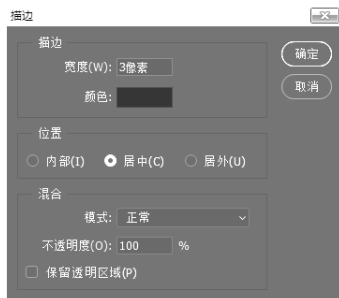 描边
描边
宽度(W): 3像素
颜色:
确定
取消
位置
内部(I) 居中(C) 居外(U)
混合
模式: 正常
不透明度(O): 100 %
保留透明区域(P)